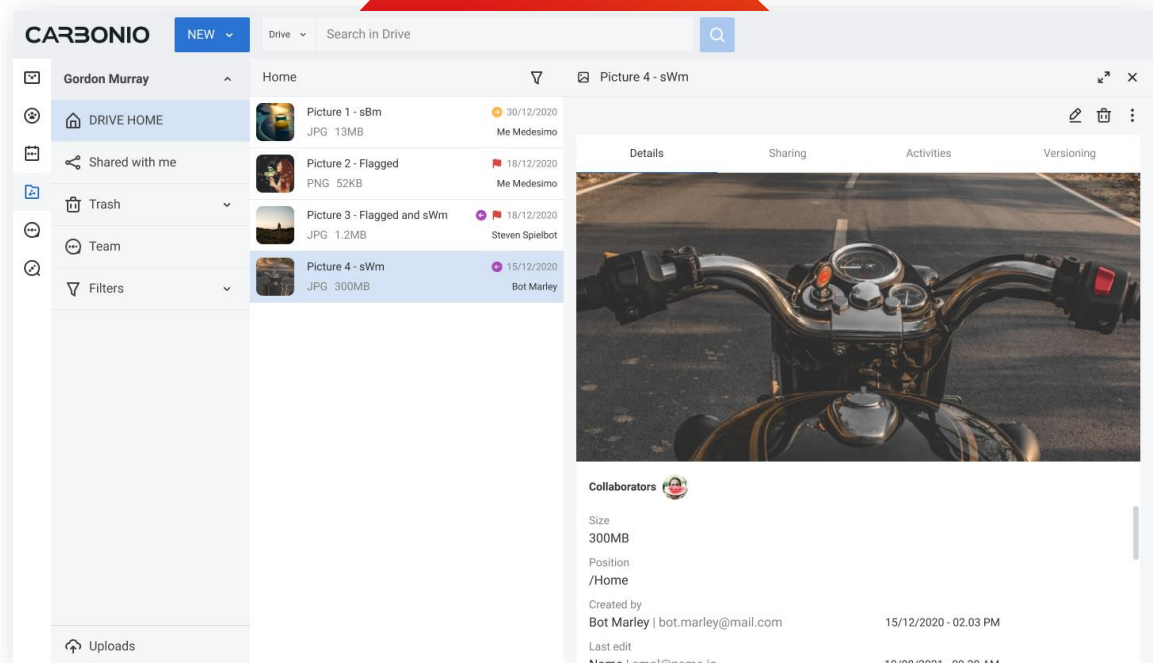 CARBONIO
NEW
Drive
Search in Drive
Gordon Murray
DRIVE HOME
Shared with me
Trash
Team
Filters
Uploads
Home
Picture 1 - sBm
30/12/2020
JPG 13MB
Me Medesimo
Picture 2 - Flagged
18/12/2020
PNG 52KB
Me Medesimo
Picture 3 - Flagged and sWm
18/12/2020
JPG 1.2MB
Steven Spielbot
Picture 4 - sWm
15/12/2020
JPG 300MB
Bot Marley
Picture 4 - sWm
Details
Sharing
Activities
Versioning
Collaborators
Size
300MB
Position
/Home
Created by
Bot Marley | bot.marley@mail.com
15/12/2020 - 02.03 PM
Last edit